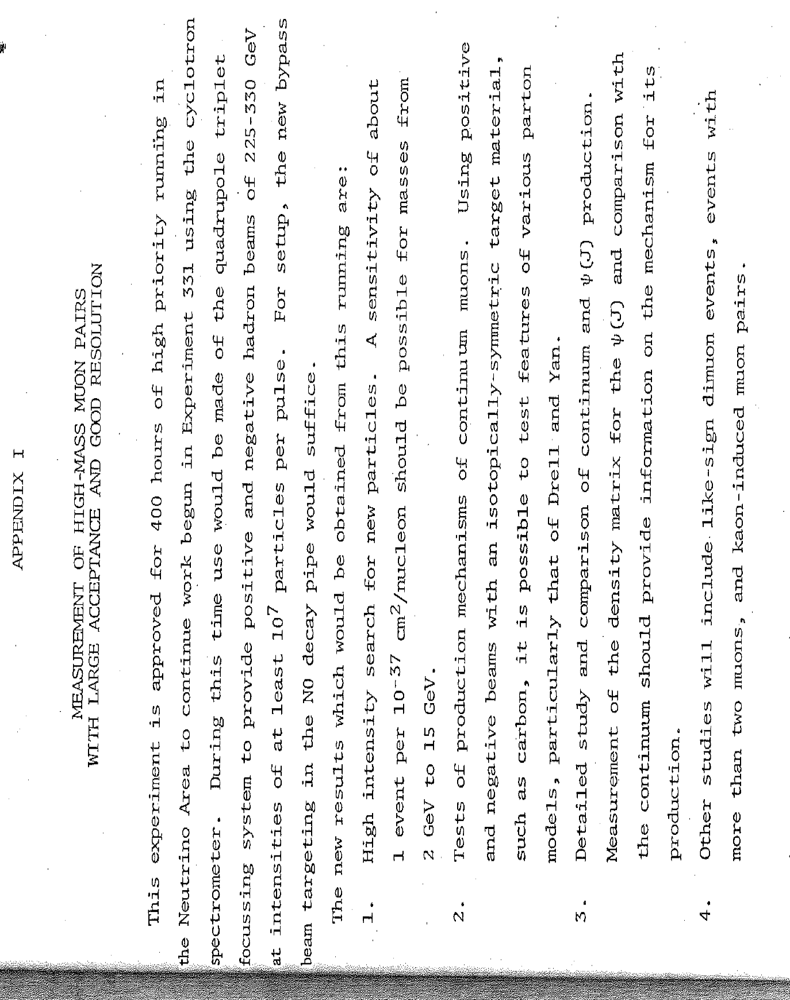 APPENDIX I
MEASUREMENT OF HIGH-MASS MUON PAIRS
WITH LARGE ACCEPTANCE AND GOOD RESOLUTION
This experiment is approved for 400 hours of high priority running in
the Neutrino Area to continue work begun in Experiment 331 using the cyclotron
spectrometer. During this time use would be made of the quadrupole triplet
focussing system to provide positive and negative hadron beams of 225-330 GeV
at intensities of at least 10⁷ particles per pulse. For setup, the new bypass
beam targeting in the N0 decay pipe would suffice.
The new results which would be obtained from this running are:
1. High intensity search for new particles. A sensitivity of about
1 event per 10⁻³⁷ cm²/nucleon should be possible for masses from
2 GeV to 15 GeV.
2. Tests of production mechanisms of continuum muons. Using positive
and negative beams with an isotopically-symmetric target material,
such as carbon, it is possible to test features of various parton
models, particularly that of Drell and Yan.
3. Detailed study and comparison of continuum and ψ(J) production.
Measurement of the density matrix for the ψ(J) and comparison with
the continuum should provide information on the mechanism for its
production.
4. Other studies will include like-sign dimuon events, events with
more than two muons, and kaon-induced muon pairs.